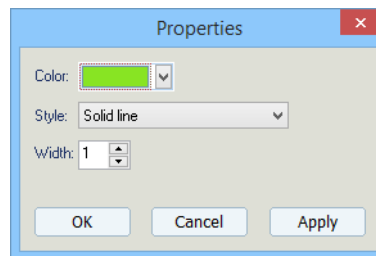 Properties
Color:
Style: Solid line
Width: 1
OK Cancel Apply